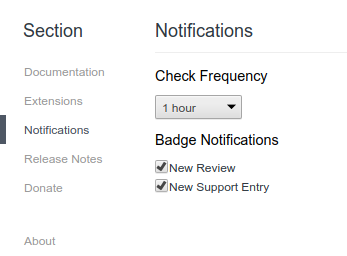 Section
Documentation
Extensions
Notifications
Release Notes
Donate
About
Notifications
Check Frequency
1 hour
Badge Notifications
New Review
New Support Entry